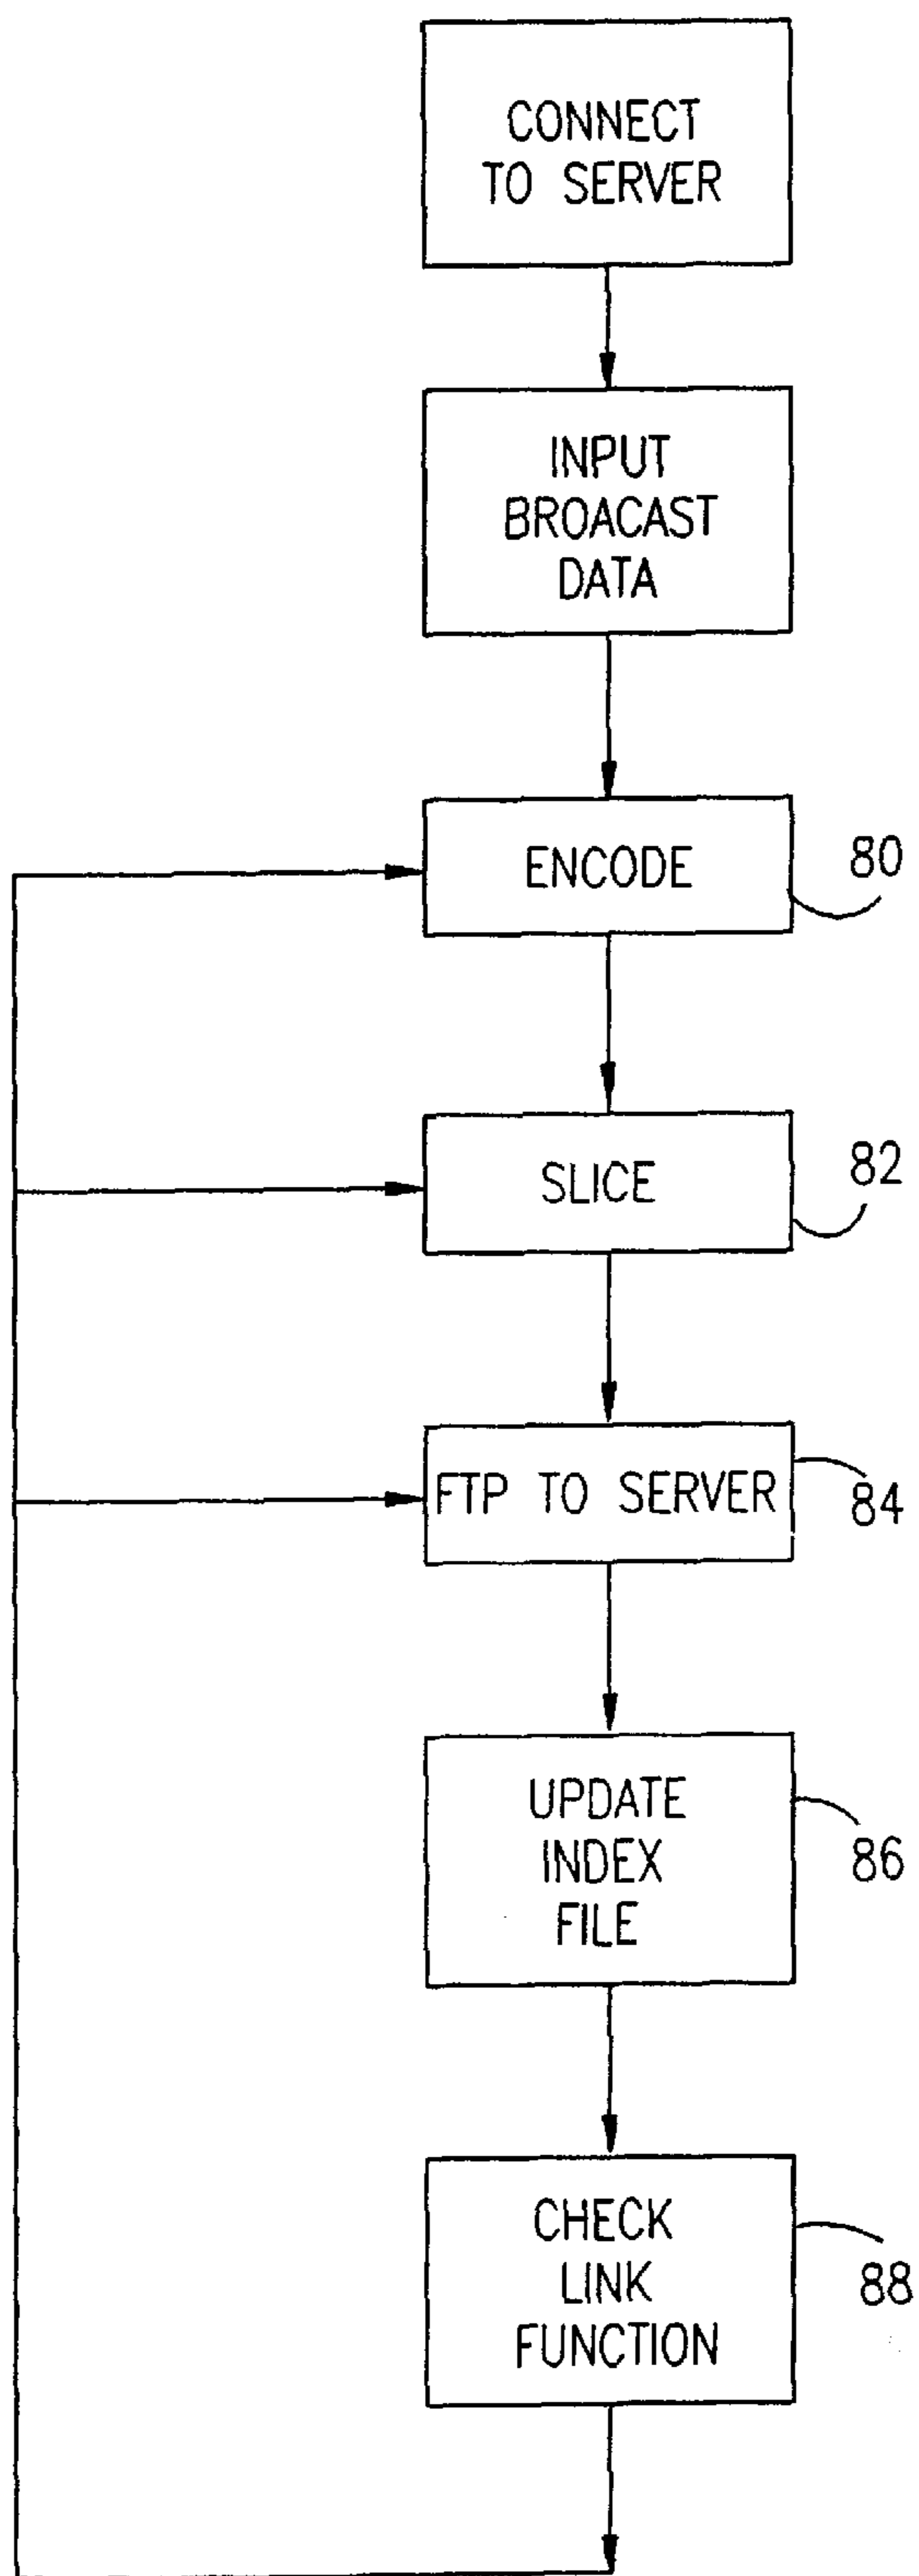 CONNECT
TO SERVER
INPUT
BROACAST
DATA
ENCODE
80
SLICE
82
FTP TO SERVER
84
UPDATE
INDEX
FILE
86
CHECK
LINK
FUNCTION
88